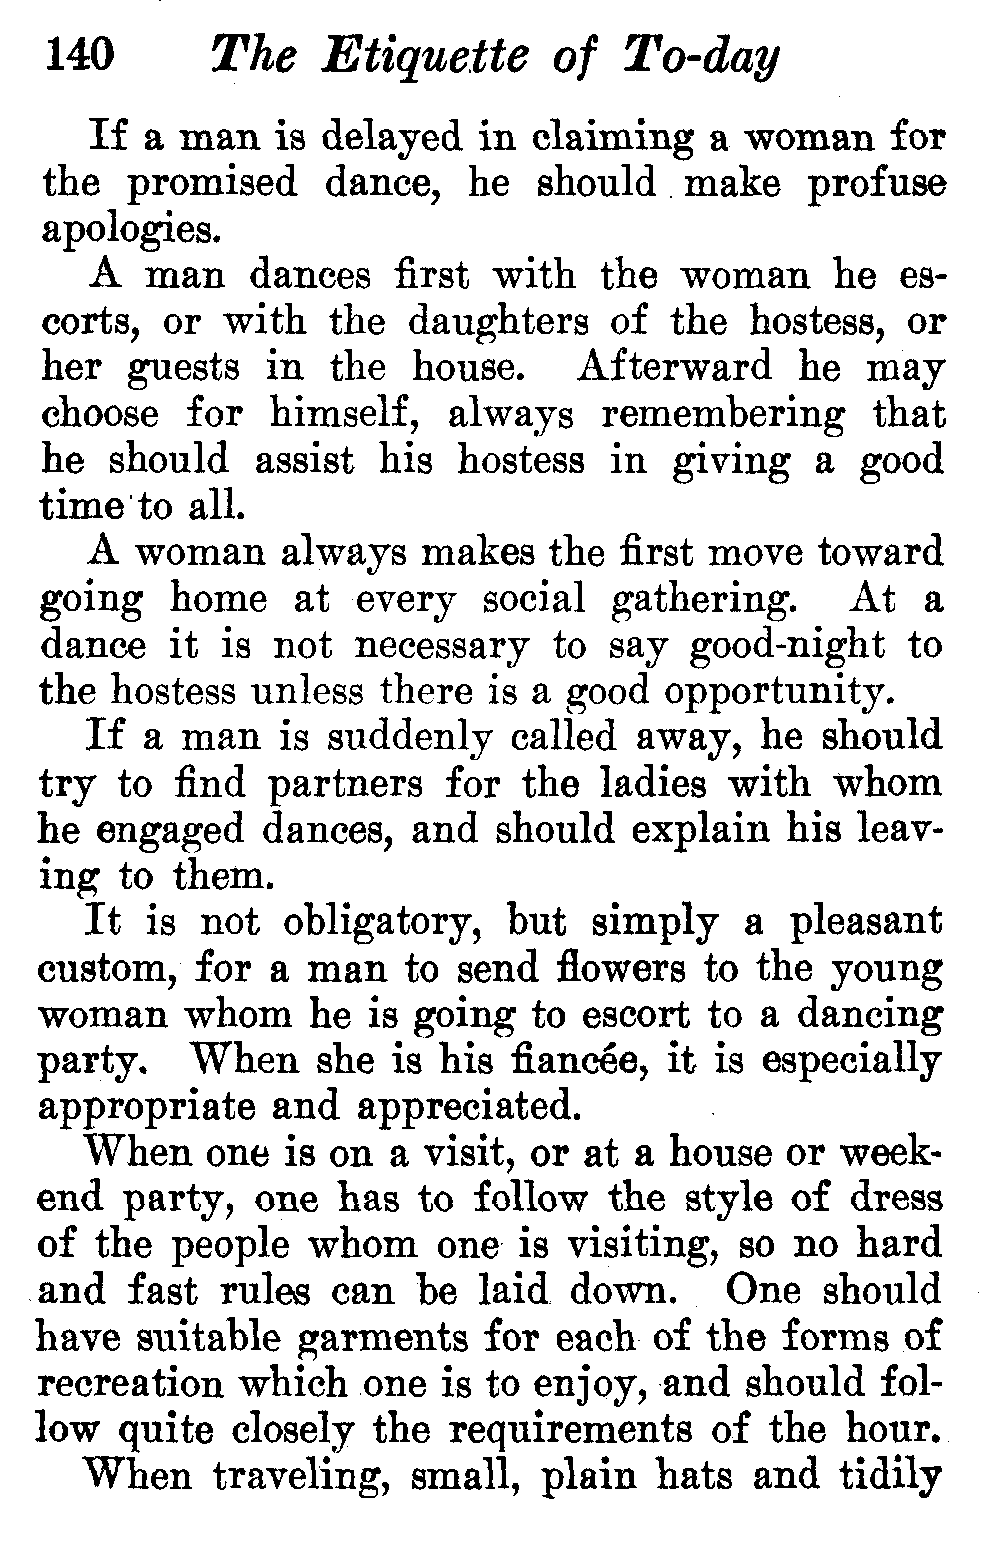 140 The Etiquette of To-day
If a man is delayed in claiming a woman for
the promised dance, he should make profuse
apologies.
A man dances first with the woman he es-
corts, or with the daughters of the hostess, or
her guests in the house. Afterward he may
choose for himself, always remembering that
he should assist his hostess in giving a good
time to all.
A woman always makes the first move toward
going home at every social gathering. At a
dance it is not necessary to say good-night to
the hostess unless there is a good opportunity.
If a man is suddenly called away, he should
try to find partners for the ladies with whom
he engaged dances, and should explain his leav-
ing to them.
It is not obligatory, but simply a pleasant
custom, for a man to send flowers to the young
woman whom he is going to escort to a dancing
party. When she is his fiancée, it is especially
appropriate and appreciated.
When one is on a visit, or at a house or week-
end party, one has to follow the style of dress
of the people whom one is visiting, so no hard
and fast rules can be laid down. One should
have suitable garments for each of the forms of
recreation which one is to enjoy, and should fol-
low quite closely the requirements of the hour.
When traveling, small, plain hats and tidily